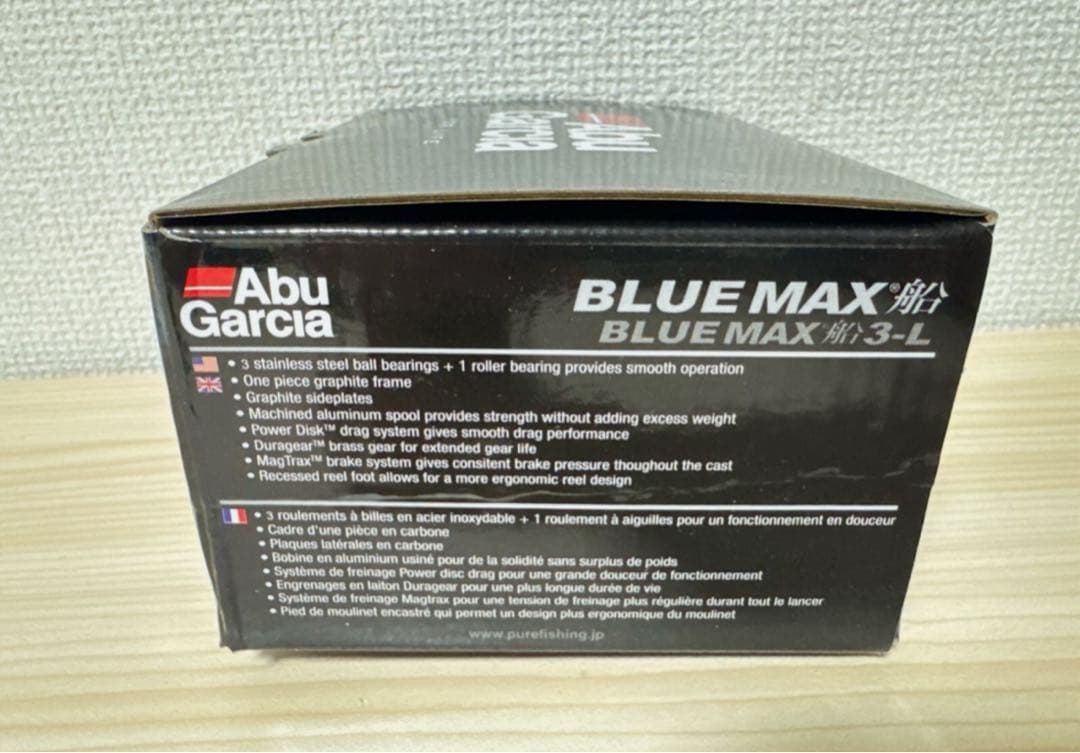 Abu
Garcia
Abu
Garcia
BLUE MAX®船
BLUE MAX®船 3-L
• 3 stainless steel ball bearings + 1 roller bearing provides smooth operation
• One piece graphite frame
• Graphite sideplates
• Machined aluminum spool provides strength without adding excess weight
• Power Disk™ drag system gives smooth drag performance
• Duragear™ brass gear for extended gear life
• MagTrax™ brake system gives consitent brake pressure thoughout the cast
• Recessed reel foot allows for a more ergonomic reel design
• 3 roulements à billes en acier inoxydable + 1 roulement à aiguilles pour un fonctionnement en douceur
• Cadre d'une pièce en carbone
• Plaques latérales en carbone
• Bobine en aluminium usiné pour de la solidité sans surplus de poids
• Système de freinage Power disc drag pour une grande douceur de fonctionnement
• Engrenages en laiton Duragear pour une plus longue durée de vie
• Système de freinage Magtrax pour une tension de freinage plus régulière durant tout le lancer
• Pied de moulinet encastré qui permet un design plus ergonomique du moulinet
www.purefishing.jp